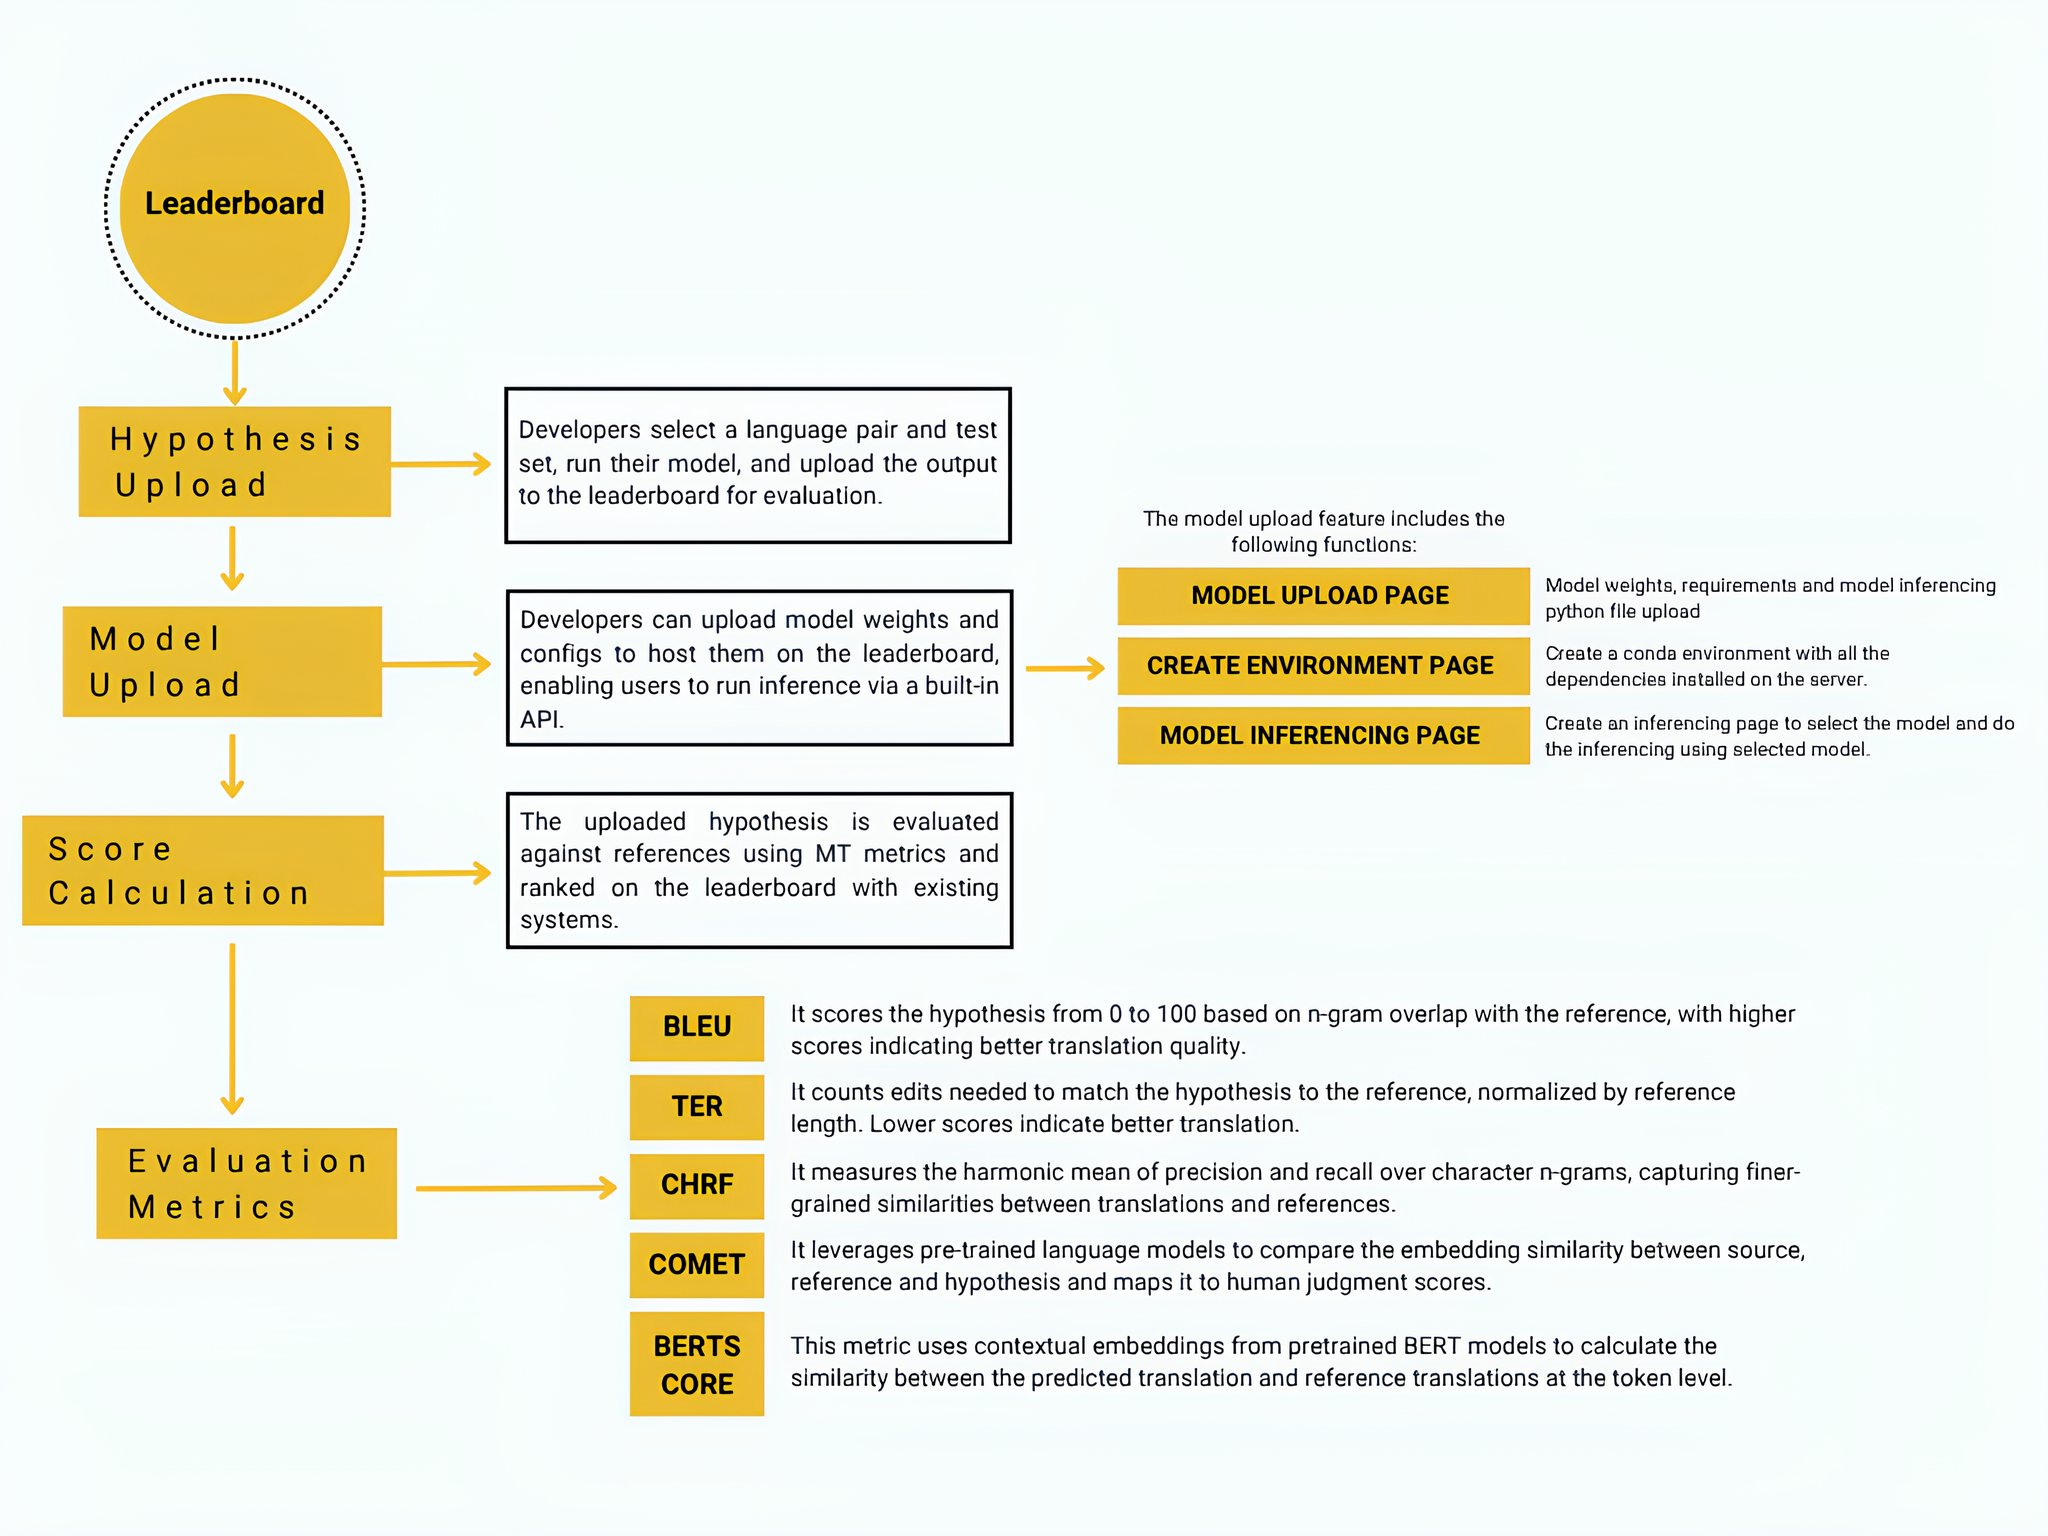 Leaderboard
Hypothesis
Upload
Developers select a language pair and test
set, run their model, and upload the output
to the leaderboard for evaluation.
Model
Upload
Developers can upload model weights and
configs to host them on the leaderboard,
enabling users to run inference via a built-in
API.
The model upload feature includes the
following functions:
MODEL UPLOAD PAGE
Model weights, requirements and model inferencing
python file upload
CREATE ENVIRONMENT PAGE
Create a conda environment with all the
dependencies installed on the server.
MODEL INFERENCING PAGE
Create an inferencing page to select the model and do
the inferencing using selected model.
Score
Calculation
The uploaded hypothesis is evaluated
against references using MT metrics and
ranked on the leaderboard with existing
systems.
Evaluation
Metrics
BLEU
It scores the hypothesis from 0 to 100 based on n-gram overlap with the reference, with higher
scores indicating better translation quality.
TER
It counts edits needed to match the hypothesis to the reference, normalized by reference
length. Lower scores indicate better translation.
CHRF
It measures the harmonic mean of precision and recall over character n-grams, capturing finer-
grained similarities between translations and references.
COMET
It leverages pre-trained language models to compare the embedding similarity between source,
reference and hypothesis and maps it to human judgment scores.
BERTS
CORE
This metric uses contextual embeddings from pretrained BERT models to calculate the
similarity between the predicted translation and reference translations at the token level.